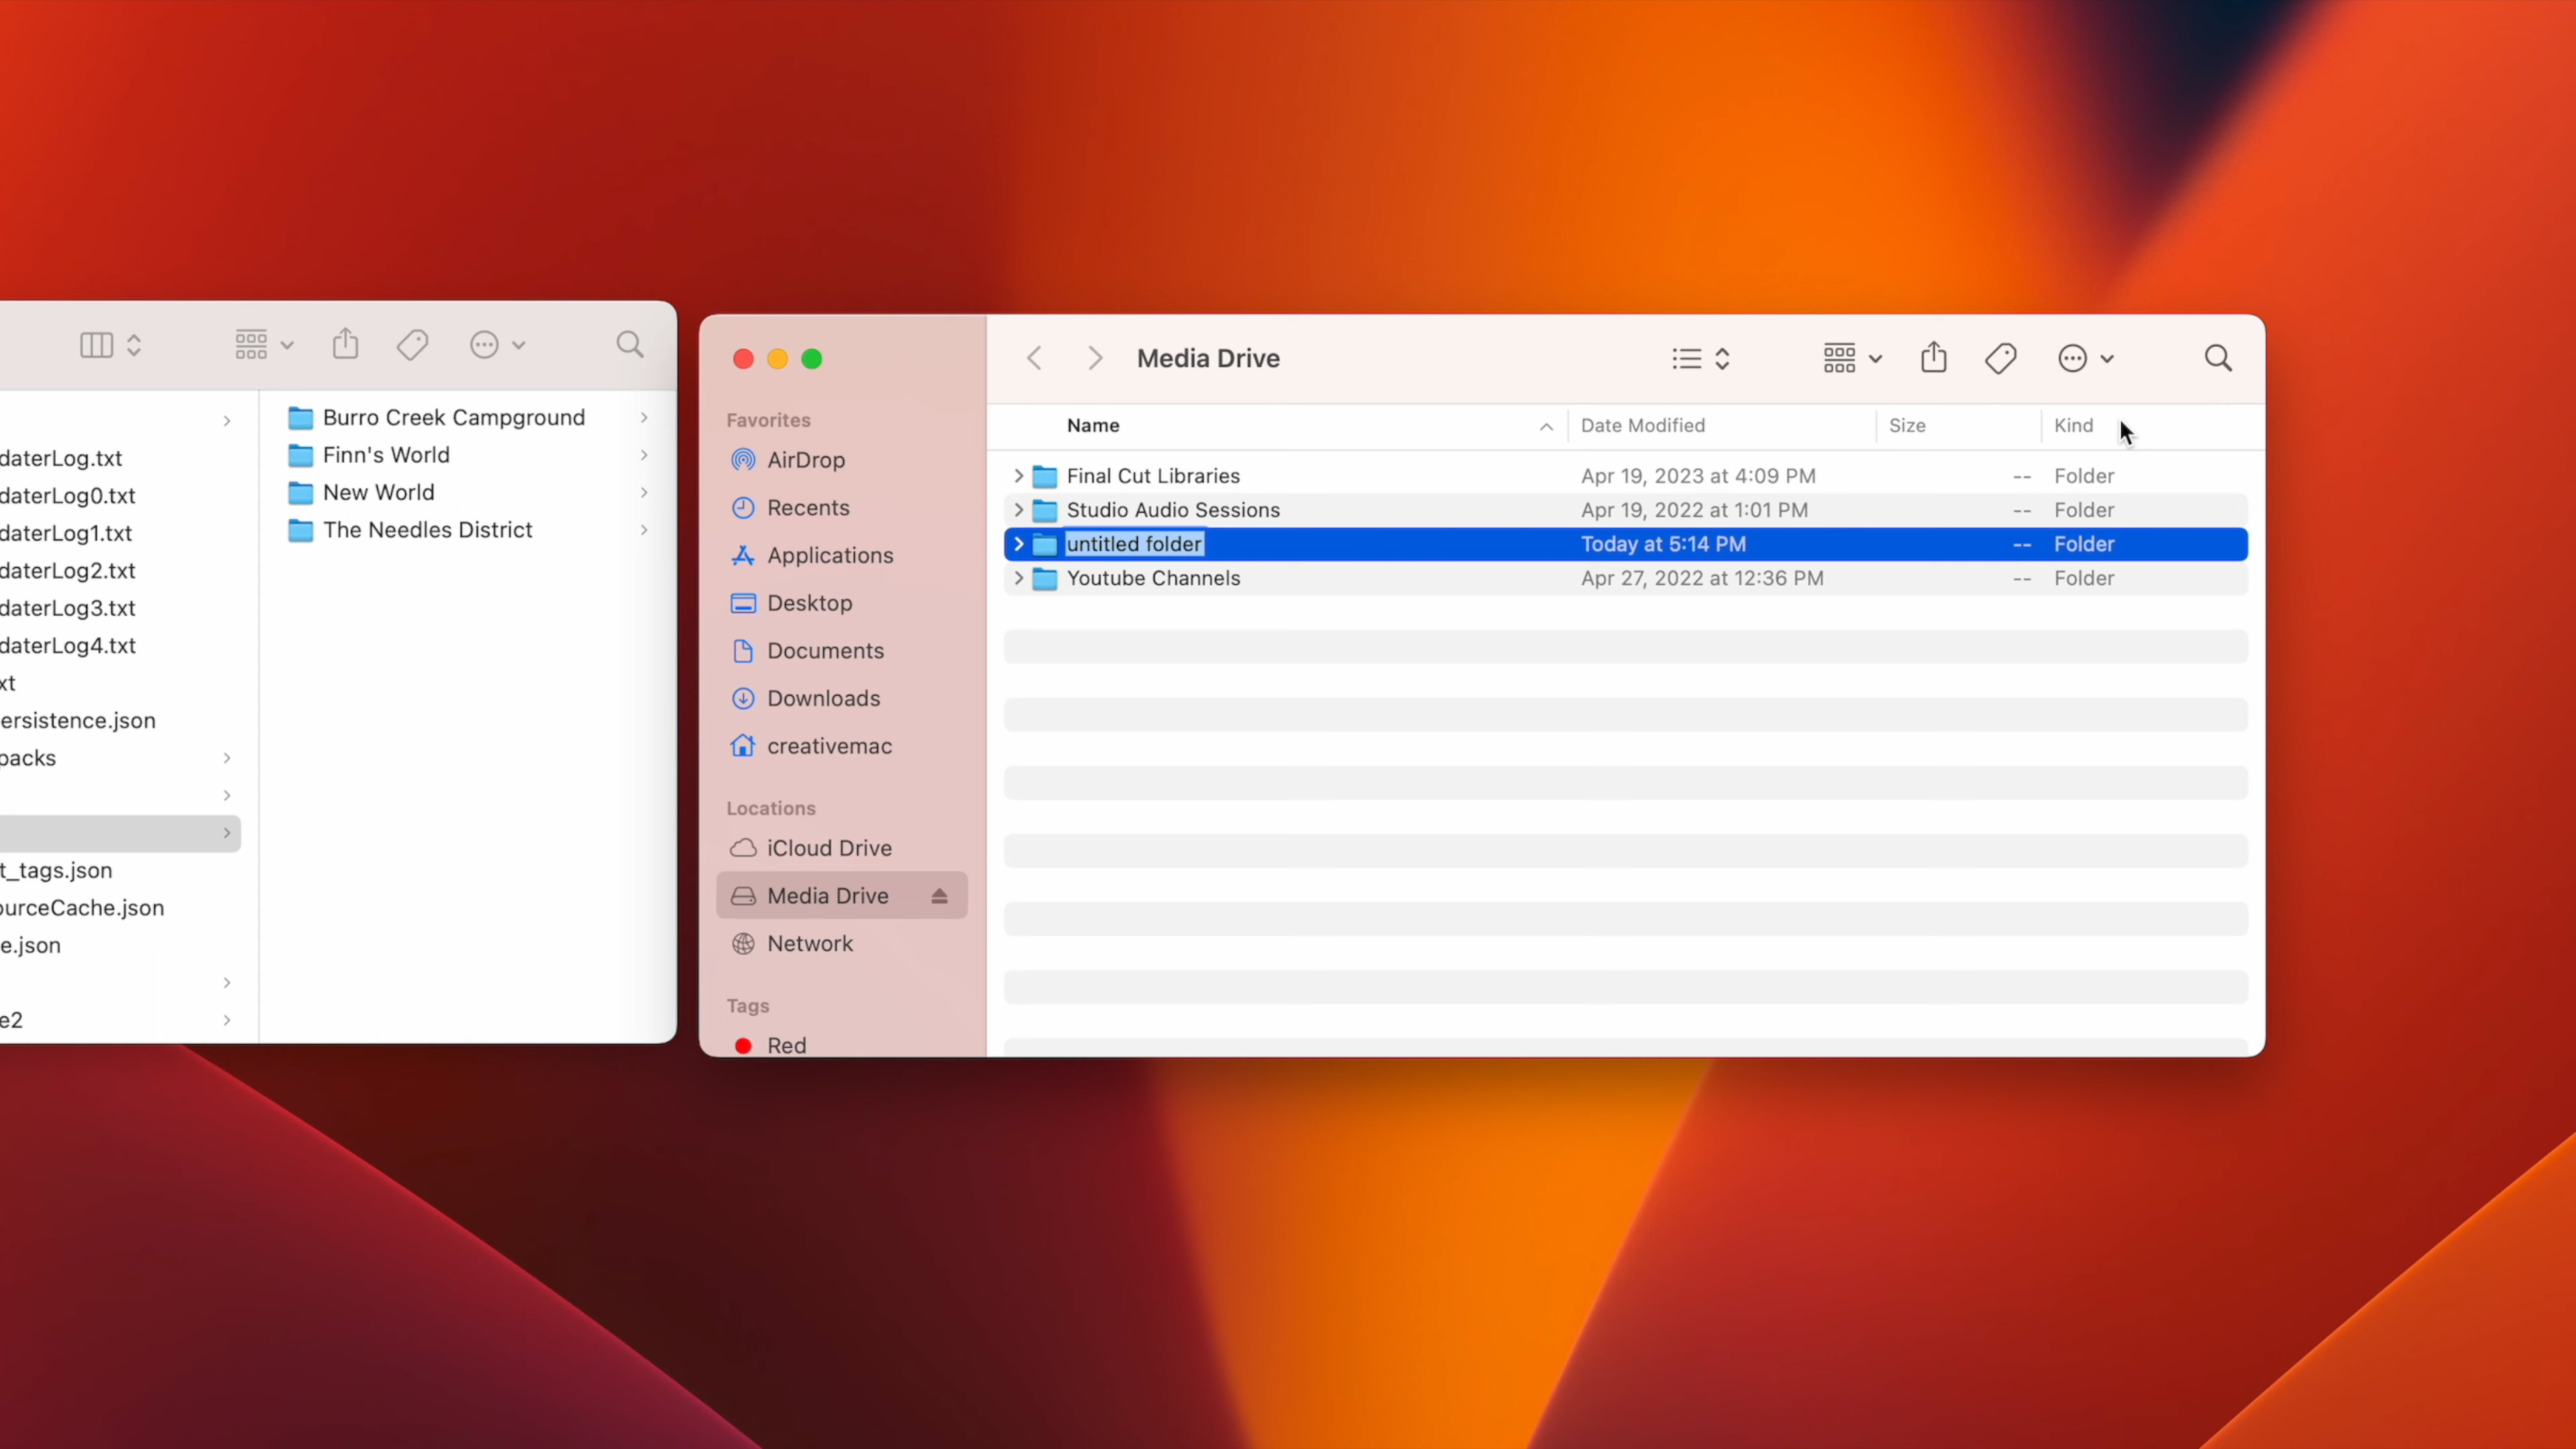 daterLog.txt
daterLog0.txt
daterLog1.txt
daterLog2.txt
daterLog3.txt
daterLog4.txt
xt
ersistence.json
packs
t_tags.json
ourceCache.json
e.json
e2
Burro Creek Campground
Finn's World
New World
The Needles District
Media Drive
Favorites
AirDrop
Recents
Applications
Desktop
Documents
Downloads
creativemac
Locations
iCloud Drive
Media Drive
Network
Tags
Red
Name Date Modified Size Kind
Final Cut Libraries Apr 19, 2023 at 4:09 PM -- Folder
Studio Audio Sessions Apr 19, 2022 at 1:01 PM -- Folder
untitled folder Today at 5:14 PM -- Folder
Youtube Channels Apr 27, 2022 at 12:36 PM -- Folder